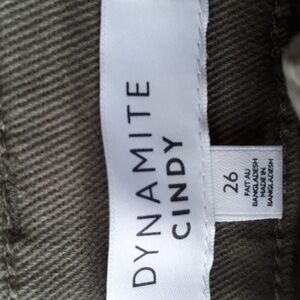 DYNAMITE
CINDY
26
FAIT AU
BANGLADESH
MADE IN
BANGLADESH